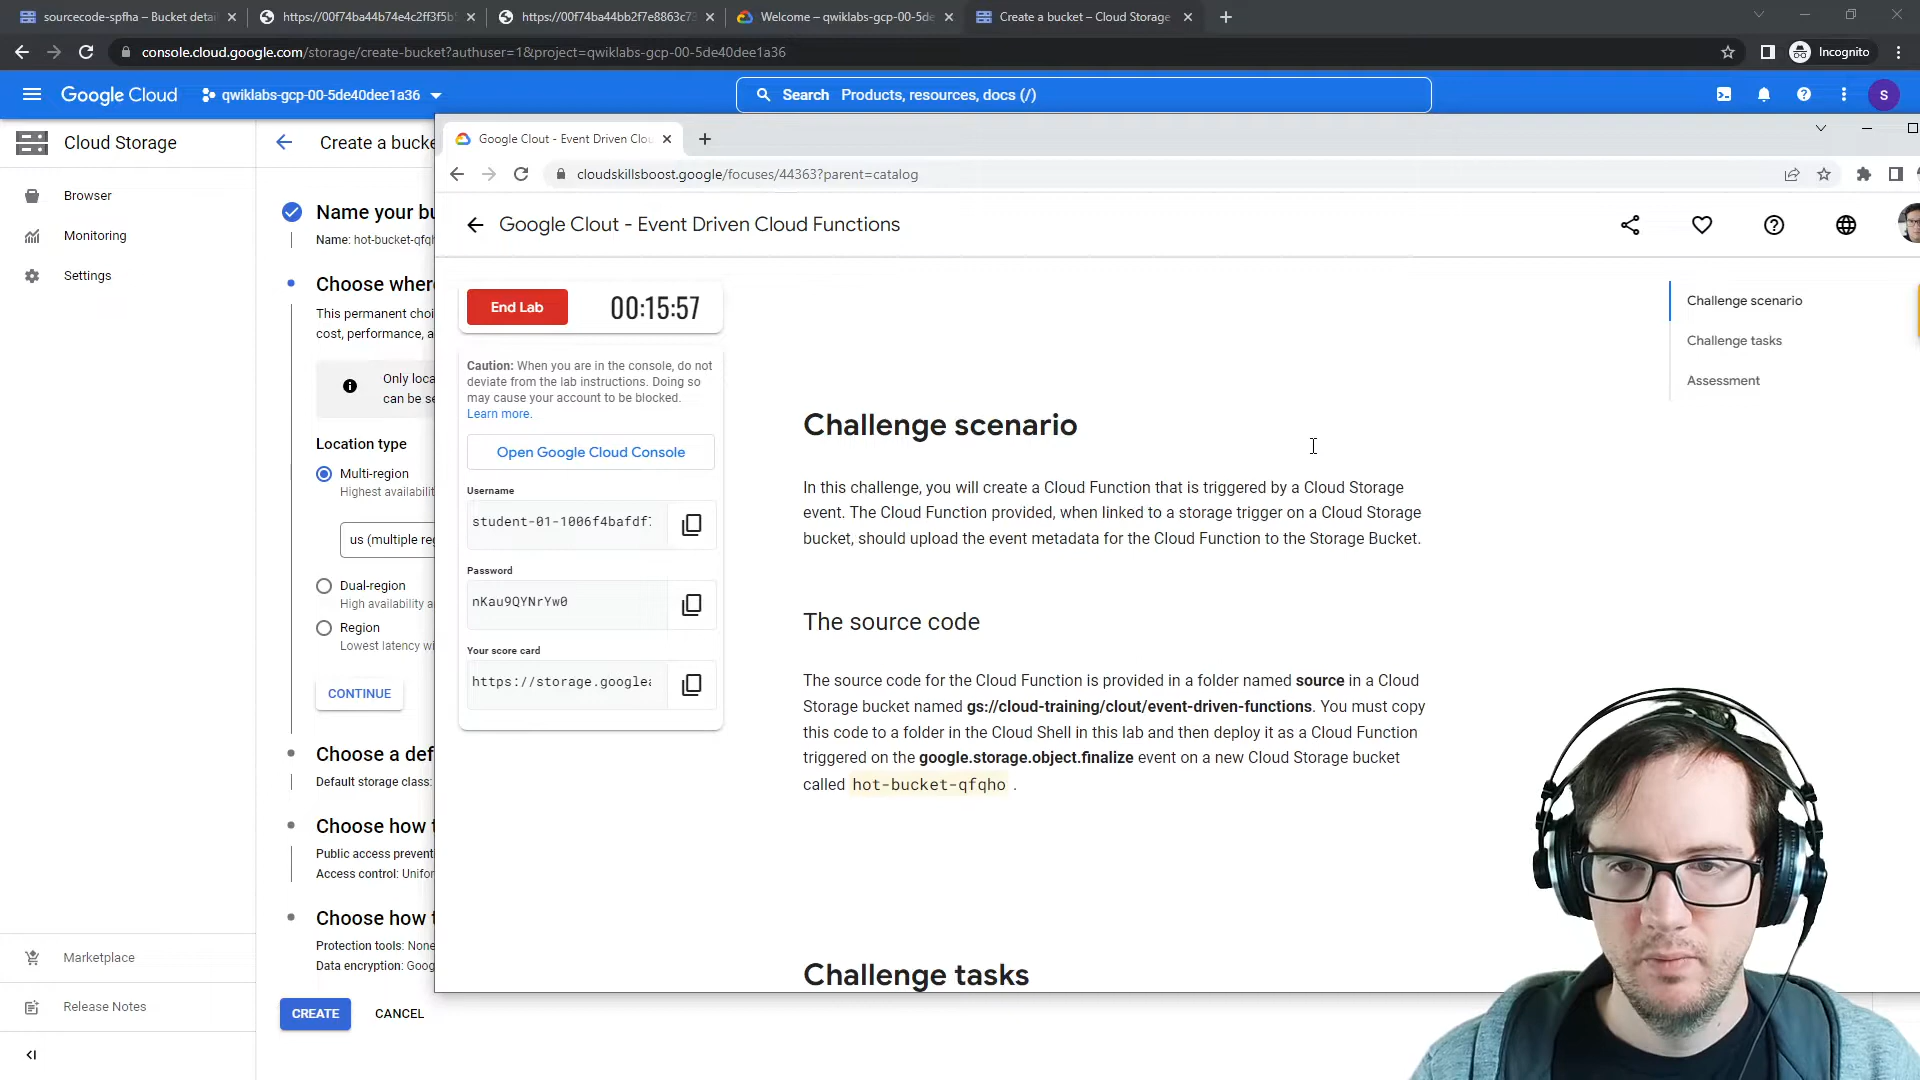 sourcecode-spfha – Bucket detai
https://00f74ba44b74e4c2ff3f5b5
https://00f74ba44bb2f7e8863c73
Welcome – qwiklabs-gcp-00-5de
Create a bucket – Cloud Storage
console.cloud.google.com/storage/create-bucket?authuser=1&project=qwiklabs-gcp-00-5de40dee1a36
Incognito
Google Cloud
qwiklabs-gcp-00-5de40dee1a36
Search Products, resources, docs (/)
S
Cloud Storage
Browser
Monitoring
Settings
Marketplace
Release Notes
Create a bucke
Name your bu
Name: hot-bucket-qfqh
Choose where
This permanent choi
cost, performance, a
Only loca
can be se
Location type
Multi-region
Highest availabilit
us (multiple reg
Dual-region
High availability a
Region
Lowest latency wi
CONTINUE
Choose a def
Default storage class:
Choose how t
Public access prevent
Access control: Unifor
Choose how t
Protection tools: None
Data encryption: Goog
CREATE
CANCEL
Google Clout - Event Driven Clou
cloudskillsboost.google/focuses/44363?parent=catalog
Google Clout - Event Driven Cloud Functions
End Lab
00:15:57
Caution: When you are in the console, do not
deviate from the lab instructions. Doing so
may cause your account to be blocked.
Learn more.
Open Google Cloud Console
Username
student-01-1006f4bafdf
Password
nKau9QYNrYw0
Your score card
https://storage.googlea
Challenge scenario
In this challenge, you will create a Cloud Function that is triggered by a Cloud Storage
event. The Cloud Function provided, when linked to a storage trigger on a Cloud Storage
bucket, should upload the event metadata for the Cloud Function to the Storage Bucket.
The source code
The source code for the Cloud Function is provided in a folder named source in a Cloud
Storage bucket named gs://cloud-training/clout/event-driven-functions. You must copy
this code to a folder in the Cloud Shell in this lab and then deploy it as a Cloud Function
triggered on the google.storage.object.finalize event on a new Cloud Storage bucket
called hot-bucket-qfqho .
Challenge tasks
Challenge scenario
Challenge tasks
Assessment